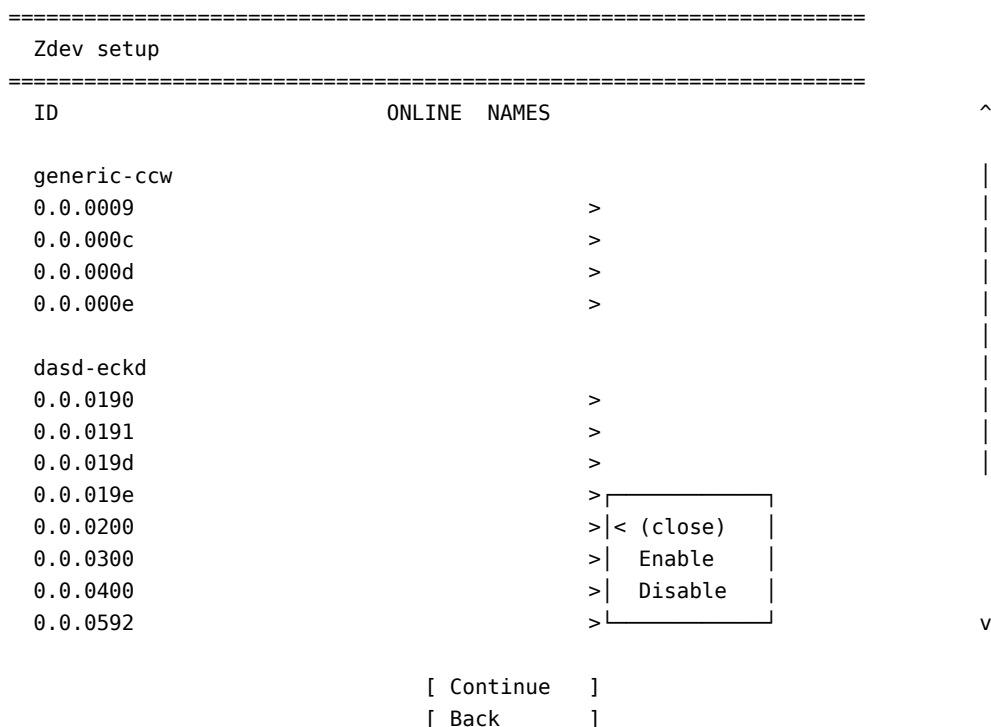 ====================================================================
  Zdev setup
====================================================================
  ID                          ONLINE  NAMES                                  ^

  generic-ccw                                                                │
  0.0.0009                                    >                              │
  0.0.000c                                    >                              │
  0.0.000d                                    >                              │
  0.0.000e                                    >                              │
                                                                             │
  dasd-eckd                                                                  │
  0.0.0190                                    >                              │
  0.0.0191                                    >                              │
  0.0.019d                                    >                              │
  0.0.019e                                    >┌────────────┐
  0.0.0200                                    >│< (close)   │
  0.0.0300                                    >│  Enable    │
  0.0.0400                                    >│  Disable   │
  0.0.0592                                    >└────────────┘                v

                                 [ Continue   ]
                                 [ Back       ]